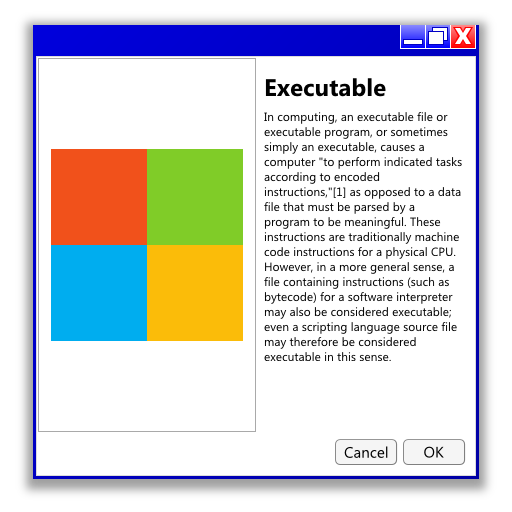 Executable
In computing, an executable file or
executable program, or sometimes
simply an executable, causes a
computer "to perform indicated tasks
according to encoded
instructions,"[1] as opposed to a data
file that must be parsed by a
program to be meaningful. These
instructions are traditionally machine
code instructions for a physical CPU.
However, in a more general sense, a
file containing instructions (such as
bytecode) for a software interpreter
may also be considered executable;
even a scripting language source file
may therefore be considered
executable in this sense.
Cancel OK